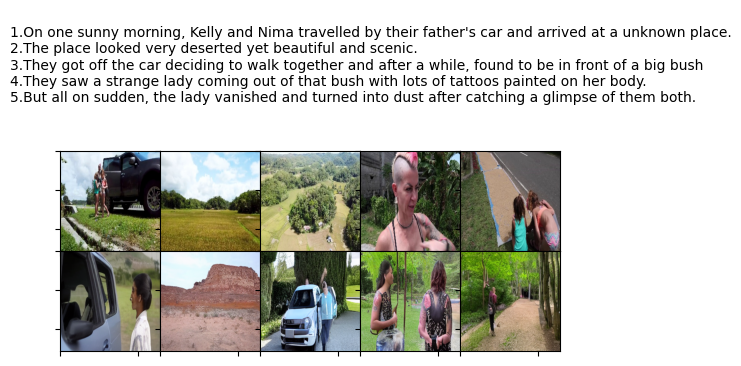 1.On one sunny morning, Kelly and Nima travelled by their father's car and arrived at a unknown place.
2.The place looked very deserted yet beautiful and scenic.
3.They got off the car deciding to walk together and after a while, found to be in front of a big bush
4.They saw a strange lady coming out of that bush with lots of tattoos painted on her body.
5.But all on sudden, the lady vanished and turned into dust after catching a glimpse of them both.